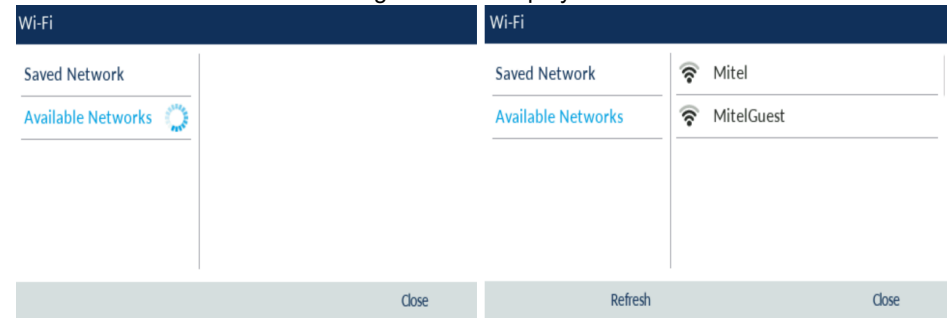 Wi-Fi
Saved Network
Available Networks
Close
Wi-Fi
Saved Network
Mitel
Available Networks
MitelGuest
Refresh
Close